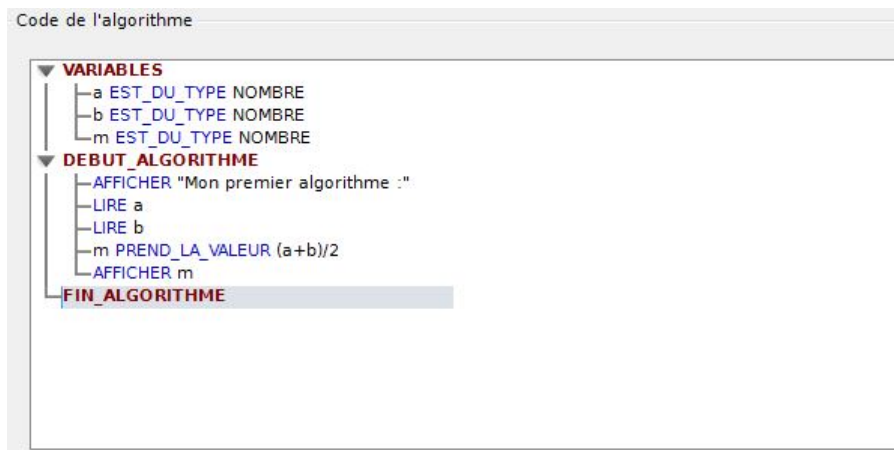 Code de l'algorithme
VARIABLES
a EST_DU_TYPE NOMBRE
b EST_DU_TYPE NOMBRE
m EST_DU_TYPE NOMBRE
DEBUT_ALGORITHME
AFFICHER "Mon premier algorithme :"
LIRE a
LIRE b
m PREND_LA_VALEUR (a+b)/2
AFFICHER m
FIN_ALGORITHME